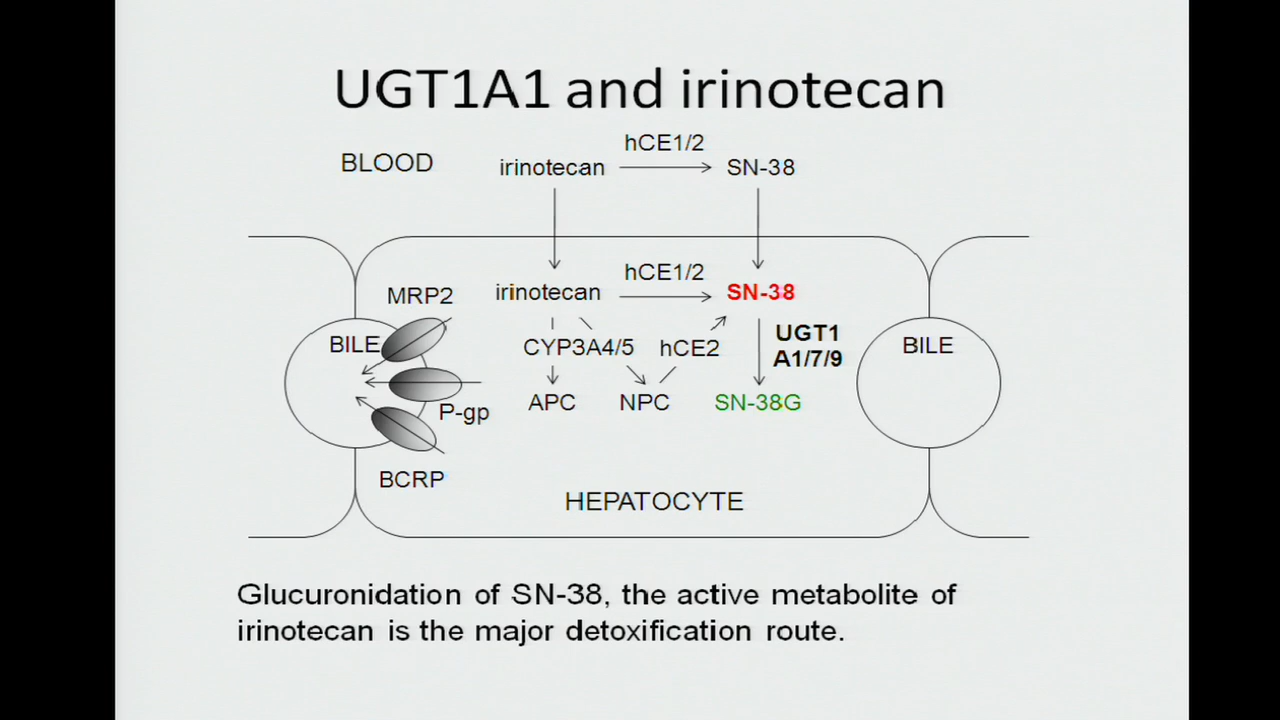 UGT1A1 and irinotecan
hCE1/2
BLOOD
irinotecan
SN-38
hCE1/2
MRP2
irinotecan
SN-38
BILE
UGT1
A1/7/9
CYP3A4/5
hCE2
BILE
P-gp
APC
NPC
SN-38G
BCRP
HEPATOCYTE
Glucuronidation of SN-38, the active metabolite of
irinotecan is the major detoxification route.